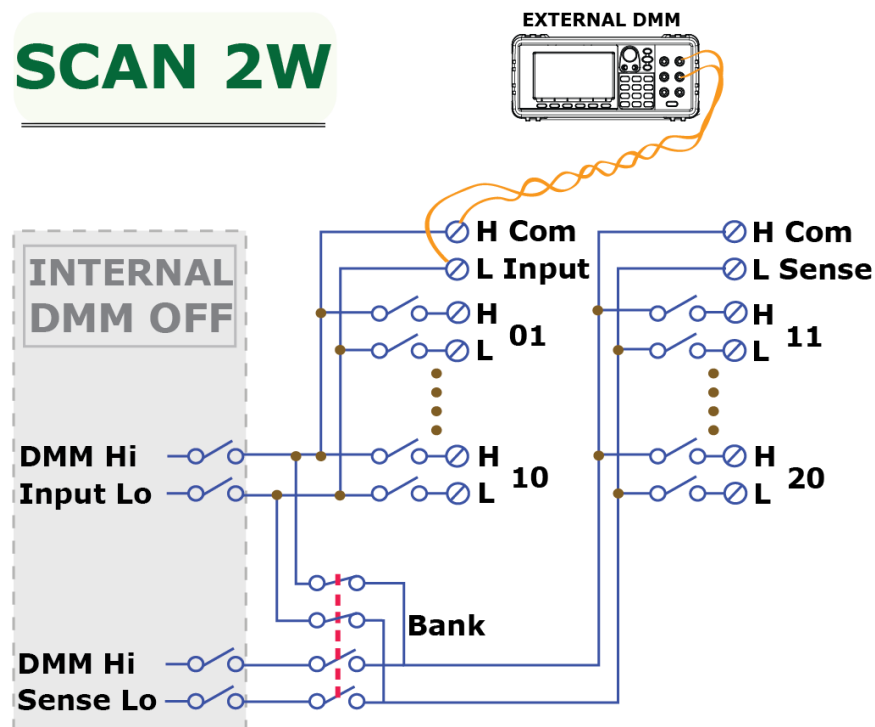 SCAN 2W
EXTERNAL DMM
INTERNAL
DMM OFF
H Com
L Input
H
01
L
H
10
L
H Com
L Sense
H
11
L
H
20
L
DMM Hi
Input Lo
Bank
DMM Hi
Sense Lo